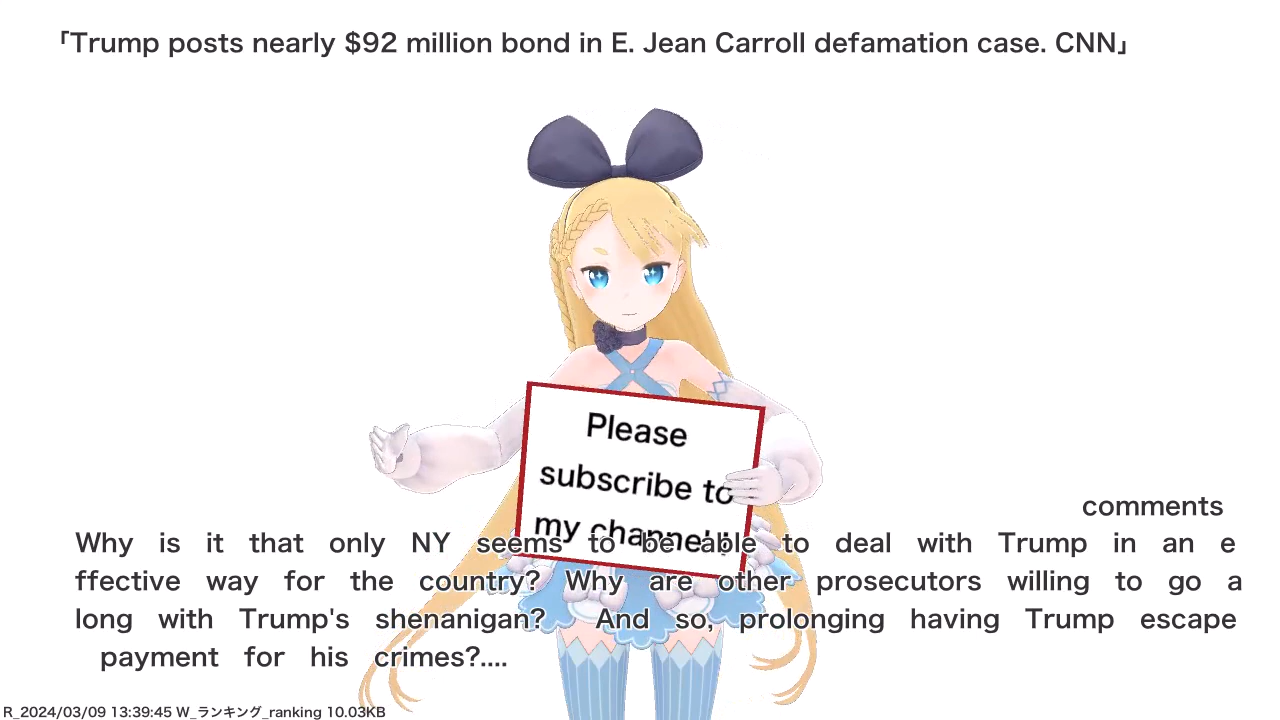 「Trump posts nearly $92 million bond in E. Jean Carroll defamation case. CNN」
Please
subscribe to
my channel!
comments
Why is it that only NY seems to be able to deal with Trump in an e
ffective way for the country? Why are other prosecutors willing to go a
long with Trump's shenanigan? And so, prolonging having Trump escape
payment for his crimes?....
R_2024/03/09 13:39:45 W_ランキング_ranking 10.03KB